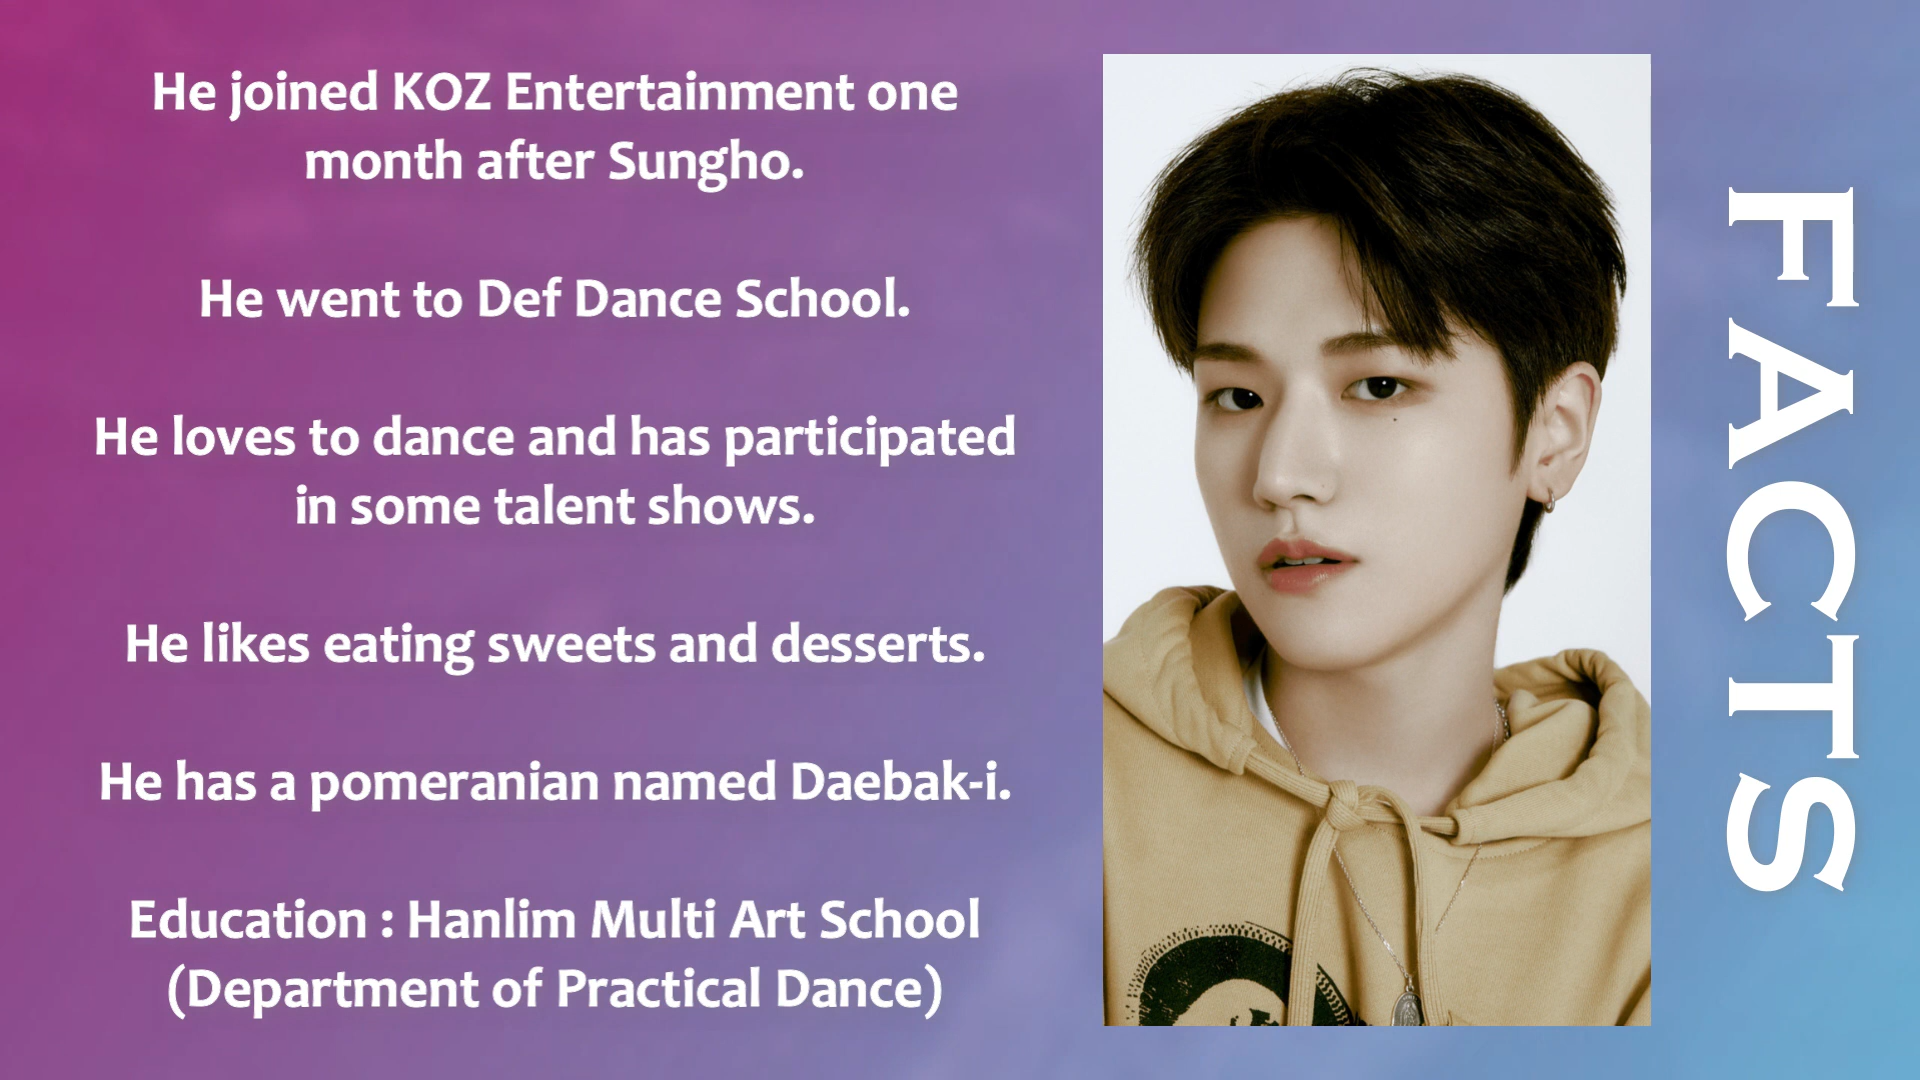 He joined KOZ Entertainment one
month after Sungho.
He went to Def Dance School.
He loves to dance and has participated
in some talent shows.
He likes eating sweets and desserts.
He has a pomeranian named Daebak-i.
Education : Hanlim Multi Art School
(Department of Practical Dance)
FACTS